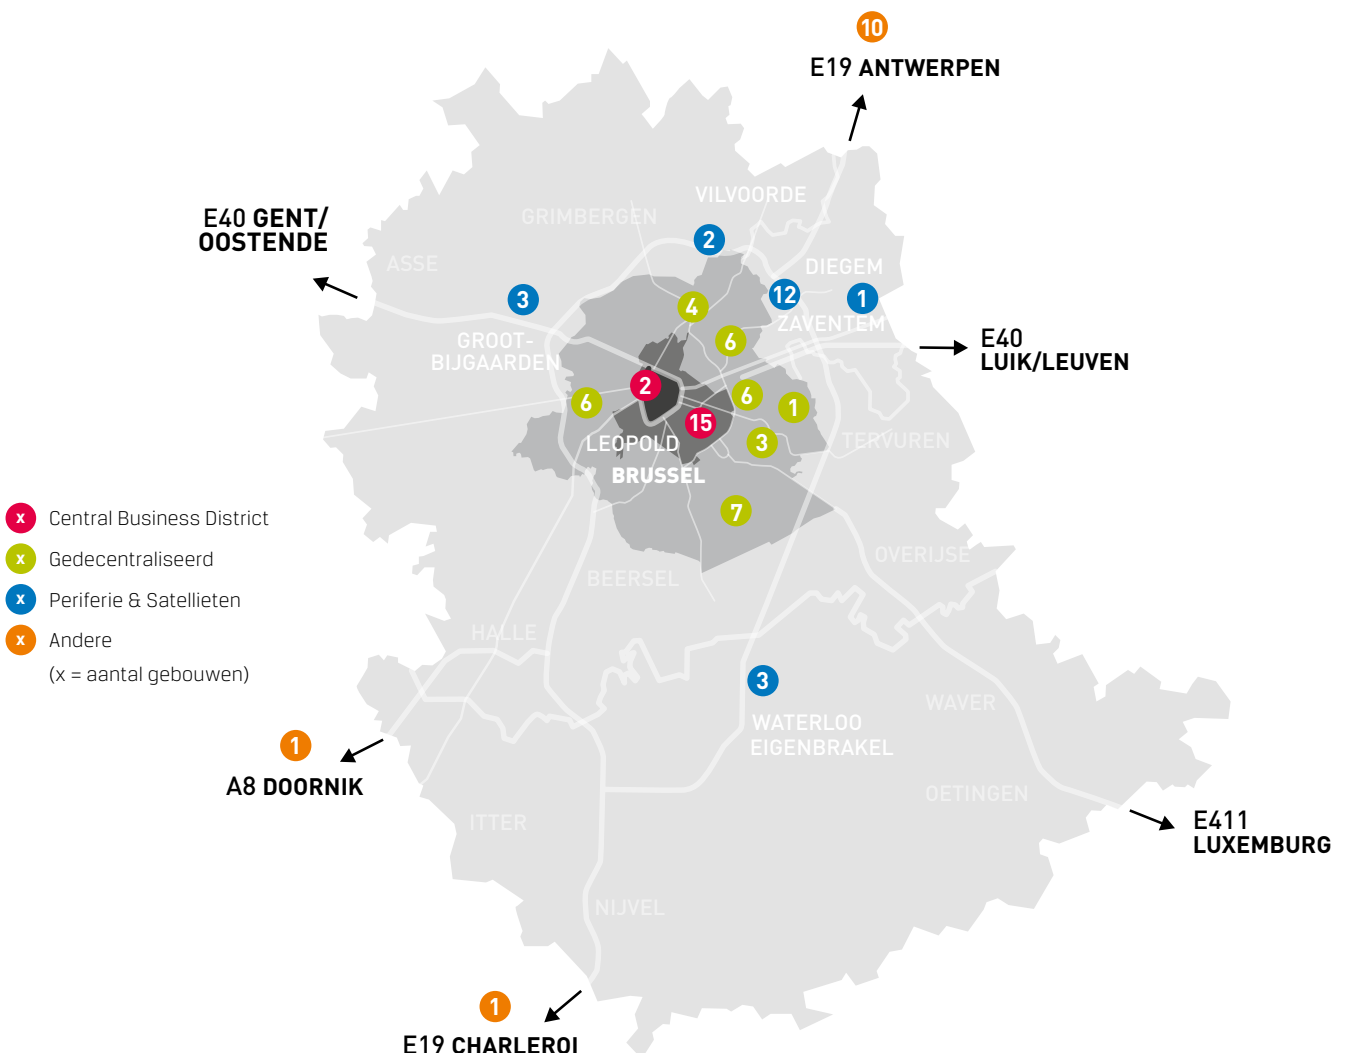 10
E19 ANTWERPEN
VILVOORDE
E40 GENT/
OOSTENDE
GRIMBERGEN
2
ASSE
DIEGEM
3
12
1
4
ZAVENTEM
6
GROOT-
BIJGAARDEN
E40
LUIK/LEUVEN
2
6
6
1
15
3
LEOPOLD
TERVUREN
BRUSSEL
7
x Central Business District
x Gedecentraliseerd
x Periferie & Satellieten
x Andere
(x = aantal gebouwen)
OVERIJSE
BEERSEL
HALLE
3
WATERLOO
EIGENBRAKEL
WAVER
1
A8 DOORNIK
OETINGEN
ITTER
E411
LUXEMBURG
NIJVEL
1
E19 CHARLEROI